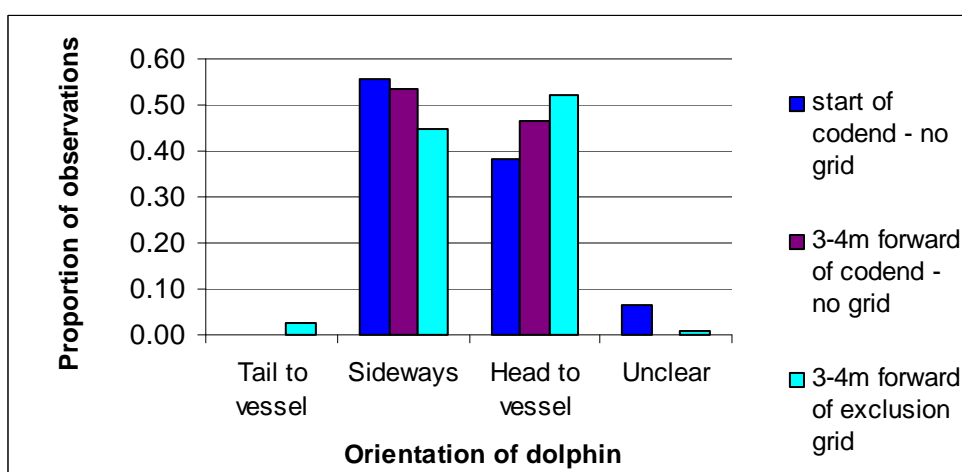 Proportion of observations
0.60
0.50
0.40
0.30
0.20
0.10
0.00
Tail to
vessel
Sideways
Head to
vessel
Unclear
Orientation of dolphin
start of
codend - no
grid
3-4m forward
of codend -
no grid
3-4m forward
of exclusion
grid